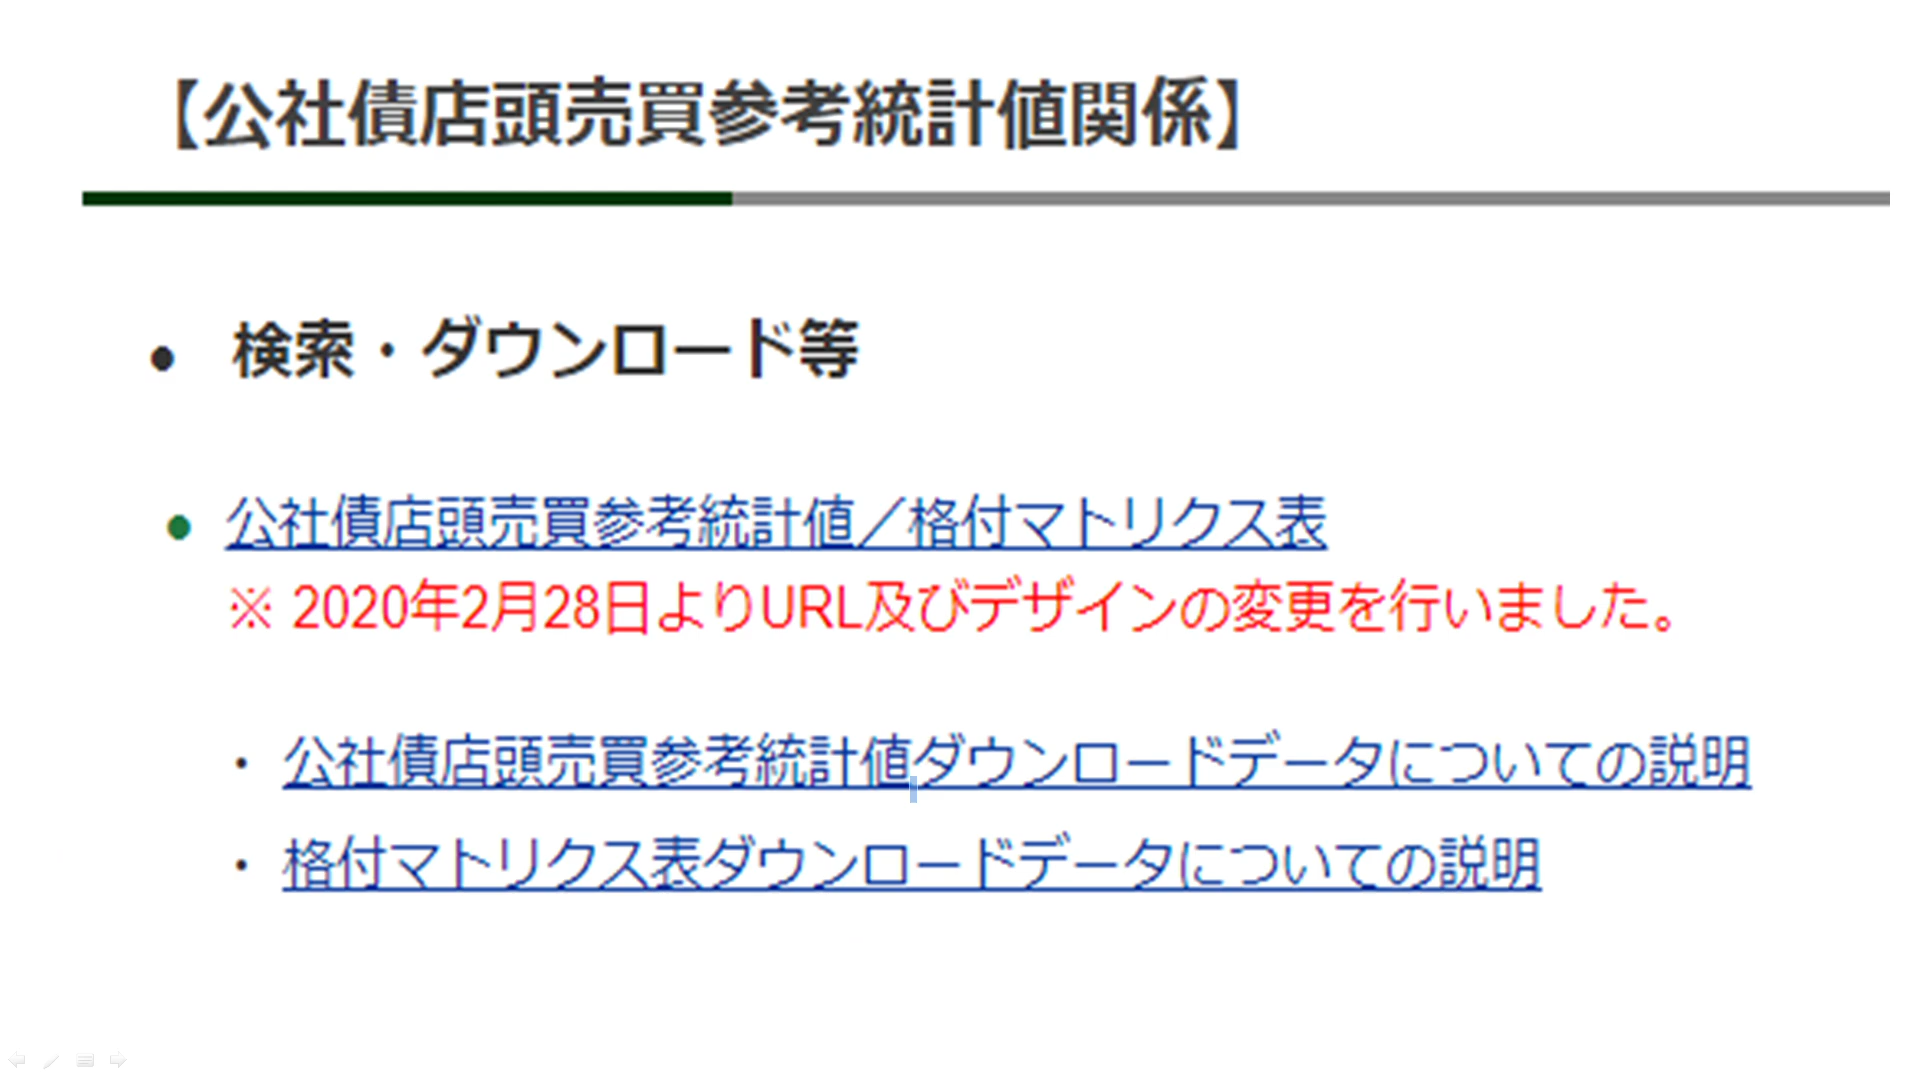 【公社債店頭売買参考統計値関係】
● 検索・ダウンロード等
● 公社債店頭売買参考統計値／格付マトリクス表
※ 2020年2月28日よりURL及びデザインの変更を行いました。
・ 公社債店頭売買参考統計値ダウンロードデータについての説明
・ 格付マトリクス表ダウンロードデータについての説明